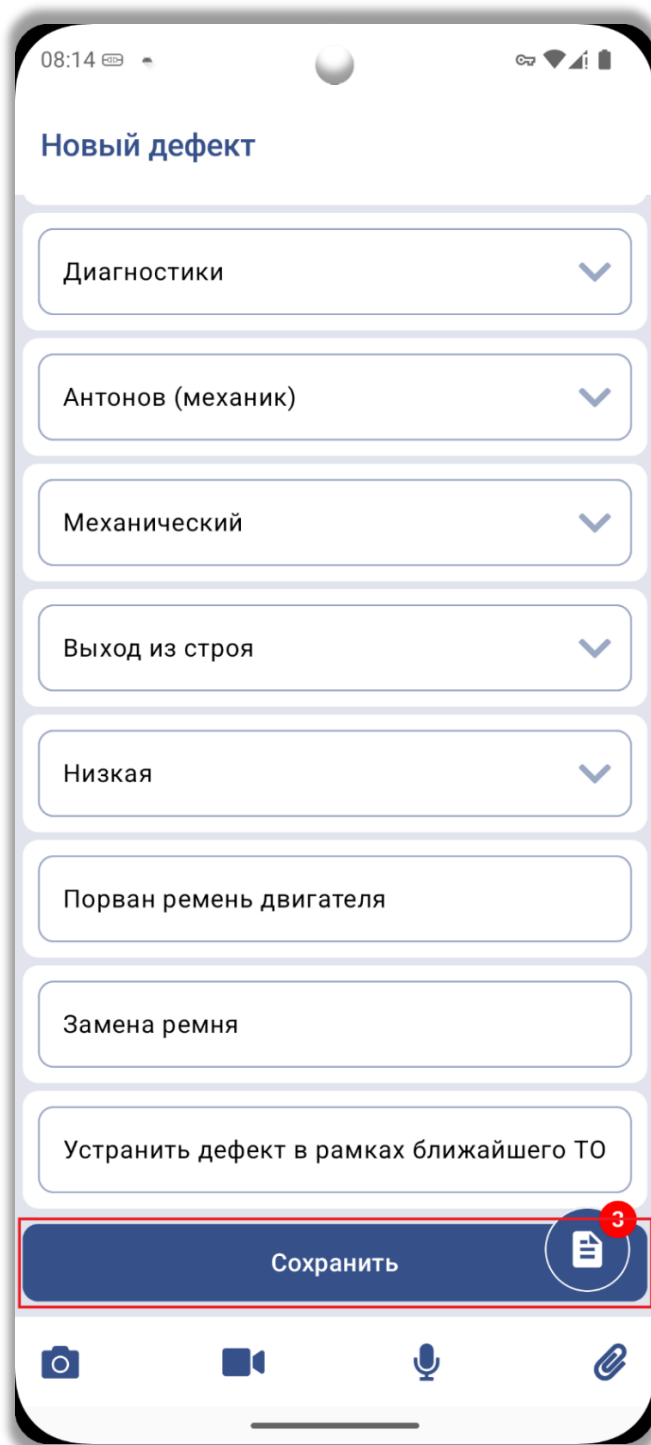 08:14
Новый дефект
Диагностики
Антонов (механик)
Механический
Выход из строя
Низкая
Порван ремень двигателя
Замена ремня
Устранить дефект в рамках ближайшего ТО
3
Сохранить